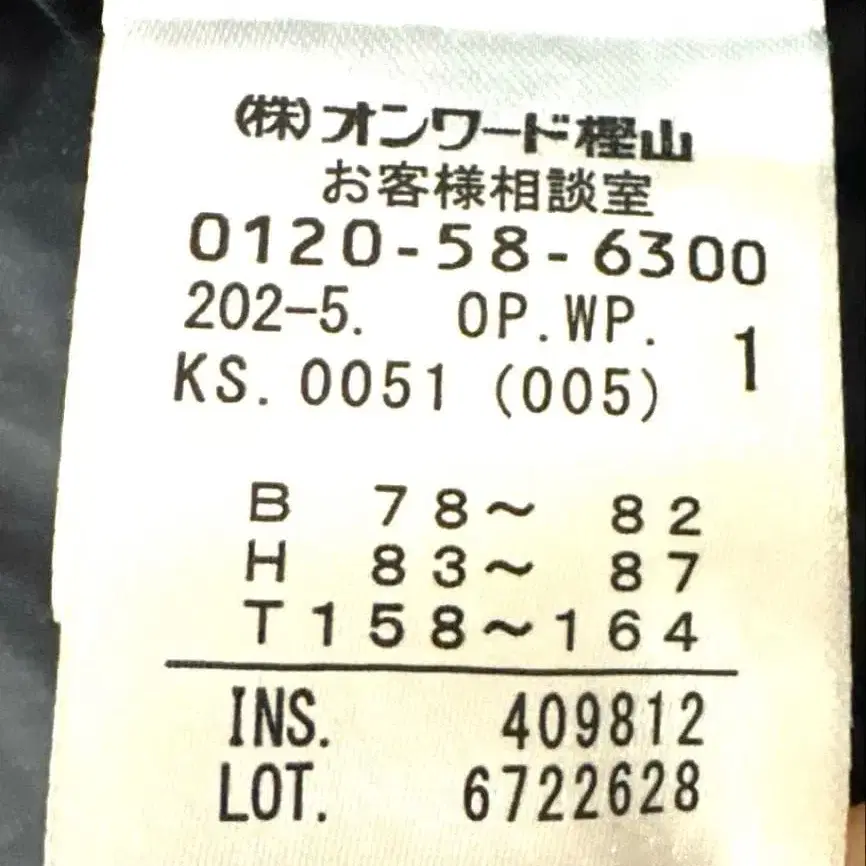 (株)オンワード樫山
お客様相談室
0120-58-6300
202-5. OP.WP. 1
KS.0051 (005)
B 78~ 82
H 83~ 87
T158~164
INS. 409812
LOT. 6722628